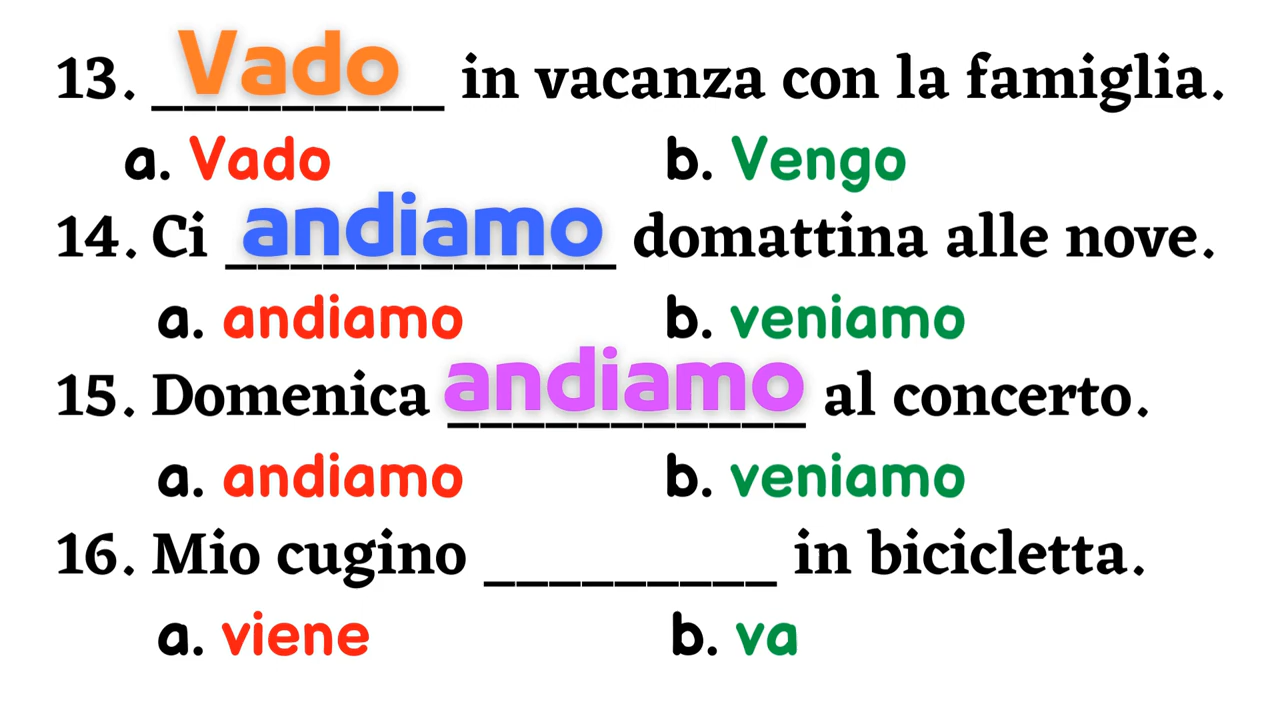 13. Vado in vacanza con la famiglia.
a. Vado b. Vengo
14. Ci andiamo domattina alle nove.
a. andiamo b. veniamo
15. Domenica andiamo al concerto.
a. andiamo b. veniamo
16. Mio cugino _________ in bicicletta.
a. viene b. va